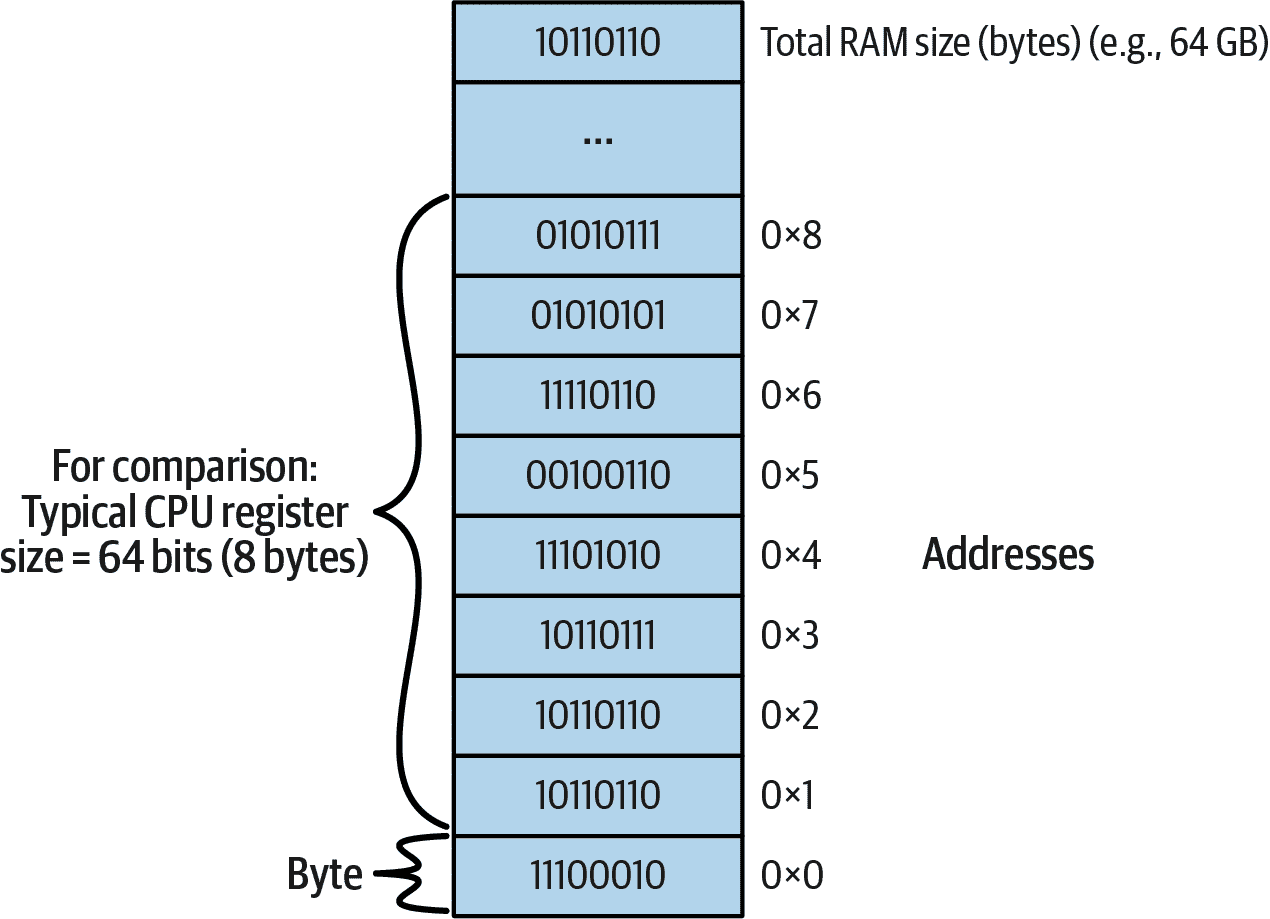 10110110 Total RAM size (bytes) (e.g., 64 GB)
...
01010111 0×8
01010101 0×7
11110110 0×6
00100110 0×5
11101010 0×4
10110111 0×3
10110110 0×2
10110110 0×1
11100010 0×0
For comparison:
Typical CPU register
size = 64 bits (8 bytes)
Byte
Addresses